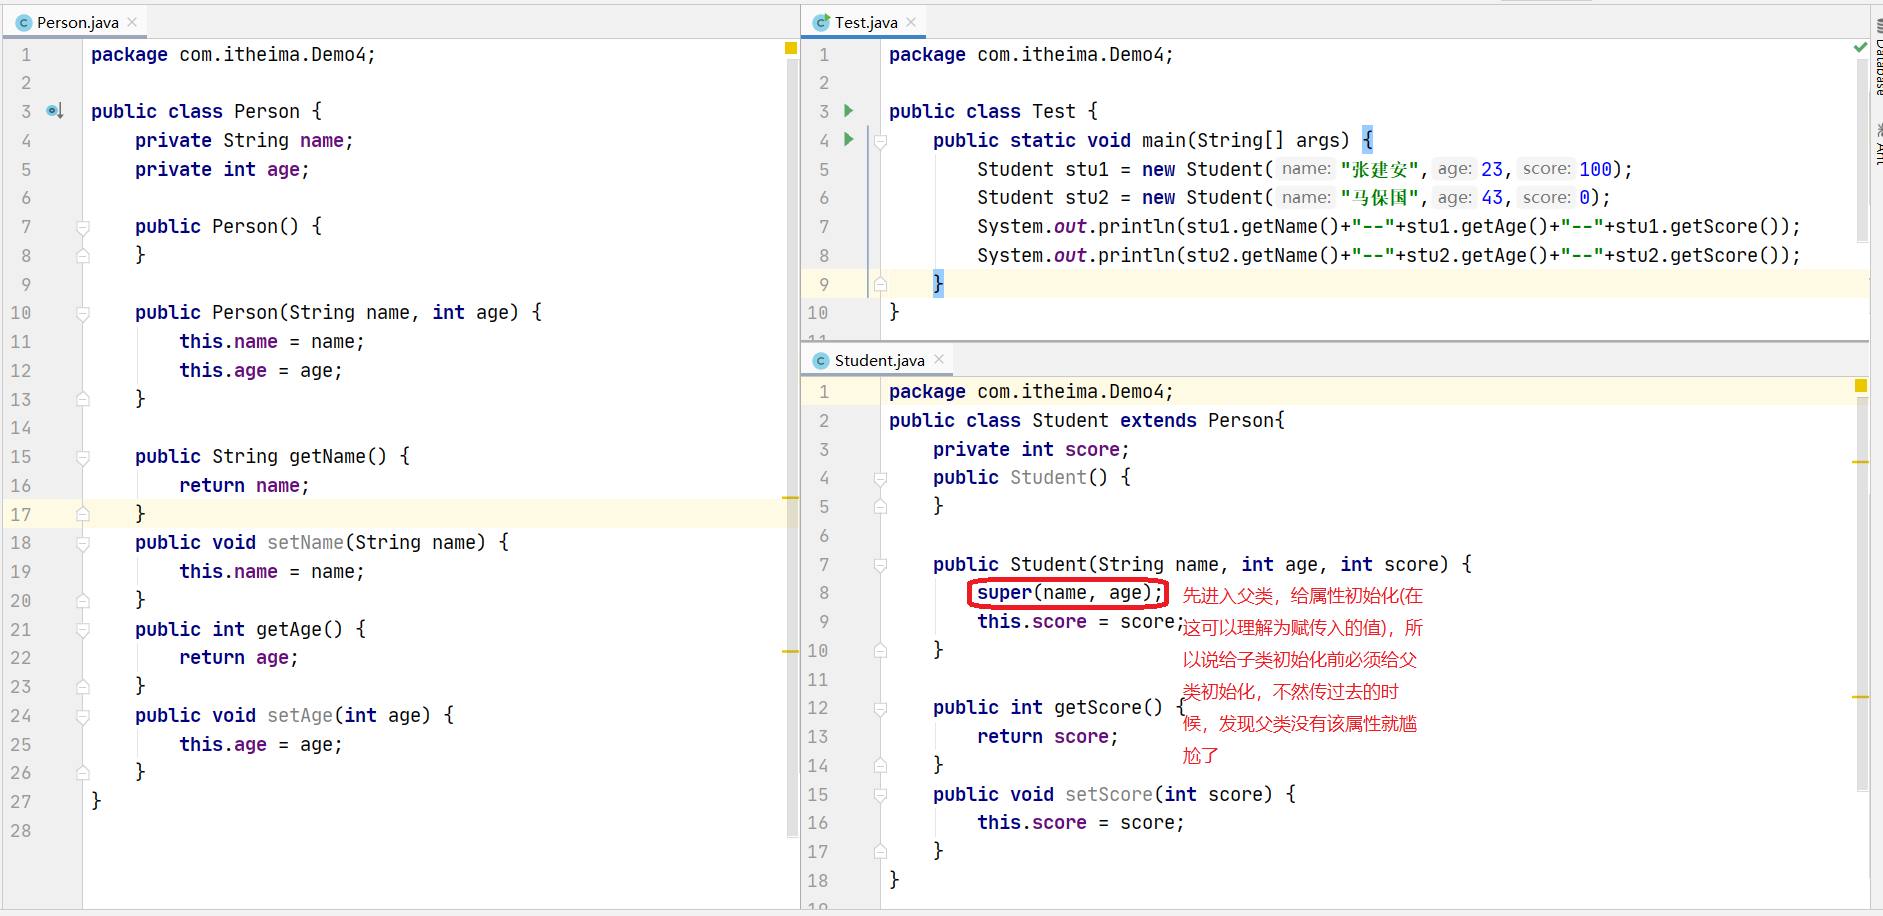 Person.java
1 package com.itheima.Demo4;
2
3 public class Person {
4 private String name;
5 private int age;
6
7 public Person() {
8 }
9
10 public Person(String name, int age) {
11 this.name = name;
12 this.age = age;
13 }
14
15 public String getName() {
16 return name;
17 }
18 public void setName(String name) {
19 this.name = name;
20 }
21 public int getAge() {
22 return age;
23 }
24 public void setAge(int age) {
25 this.age = age;
26 }
27 }
28
Test.java
1 package com.itheima.Demo4;
2
3 public class Test {
4 public static void main(String[] args) {
5 Student stu1 = new Student( name: "张建安", age: 23, score: 100);
6 Student stu2 = new Student( name: "马保国", age: 43, score: 0);
7 System.out.println(stu1.getName()+"--"+stu1.getAge()+"--"+stu1.getScore());
8 System.out.println(stu2.getName()+"--"+stu2.getAge()+"--"+stu2.getScore());
9 }
10 }
11
Student.java
1 package com.itheima.Demo4;
2 public class Student extends Person{
3 private int score;
4 public Student() {
5 }
6
7 public Student(String name, int age, int score) {
8 super(name, age);
9 this.score = score;
10 }
11
12 public int getScore() {
13 return score;
14 }
15 public void setScore(int score) {
16 this.score = score;
17 }
18 }
19
先进入父类，给属性初始化(在
这可以理解为赋传入的值)，所
以说给子类初始化前必须给父
类初始化，不然传过去的时
候，发现父类没有该属性就尴
尬了
Database
Ant